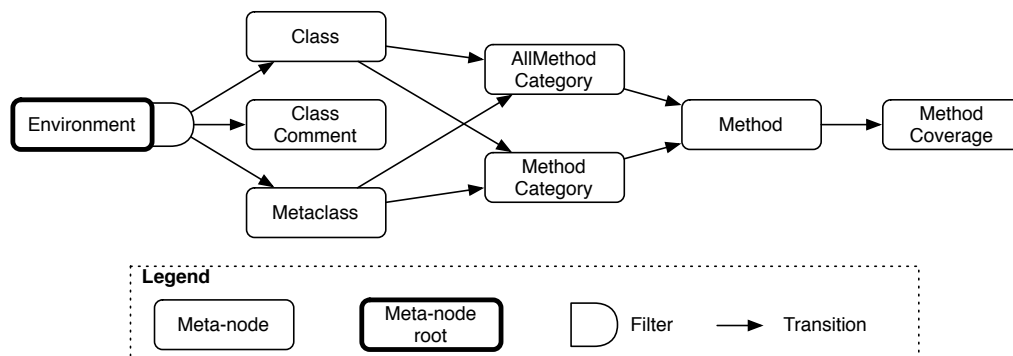 Class
AllMethod
Category
Environment
Class
Comment
Method
Method
Coverage
Method
Category
Metaclass
Legend
Meta-node
Meta-node
root
Filter
Transition